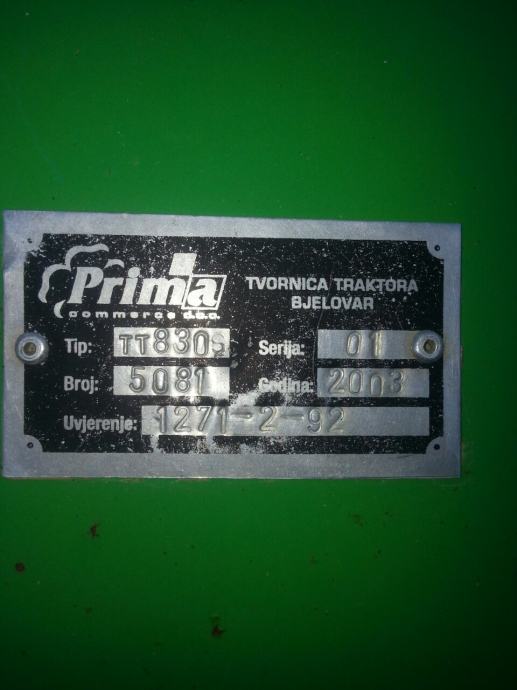 Prima
commerce d.o.o.
TVORNICA TRAKTORA
BJELOVAR
Tip: TT830S Serija: 01
Broj: 5081 Godina: 2003
Uvjerenje: 1271-2-92